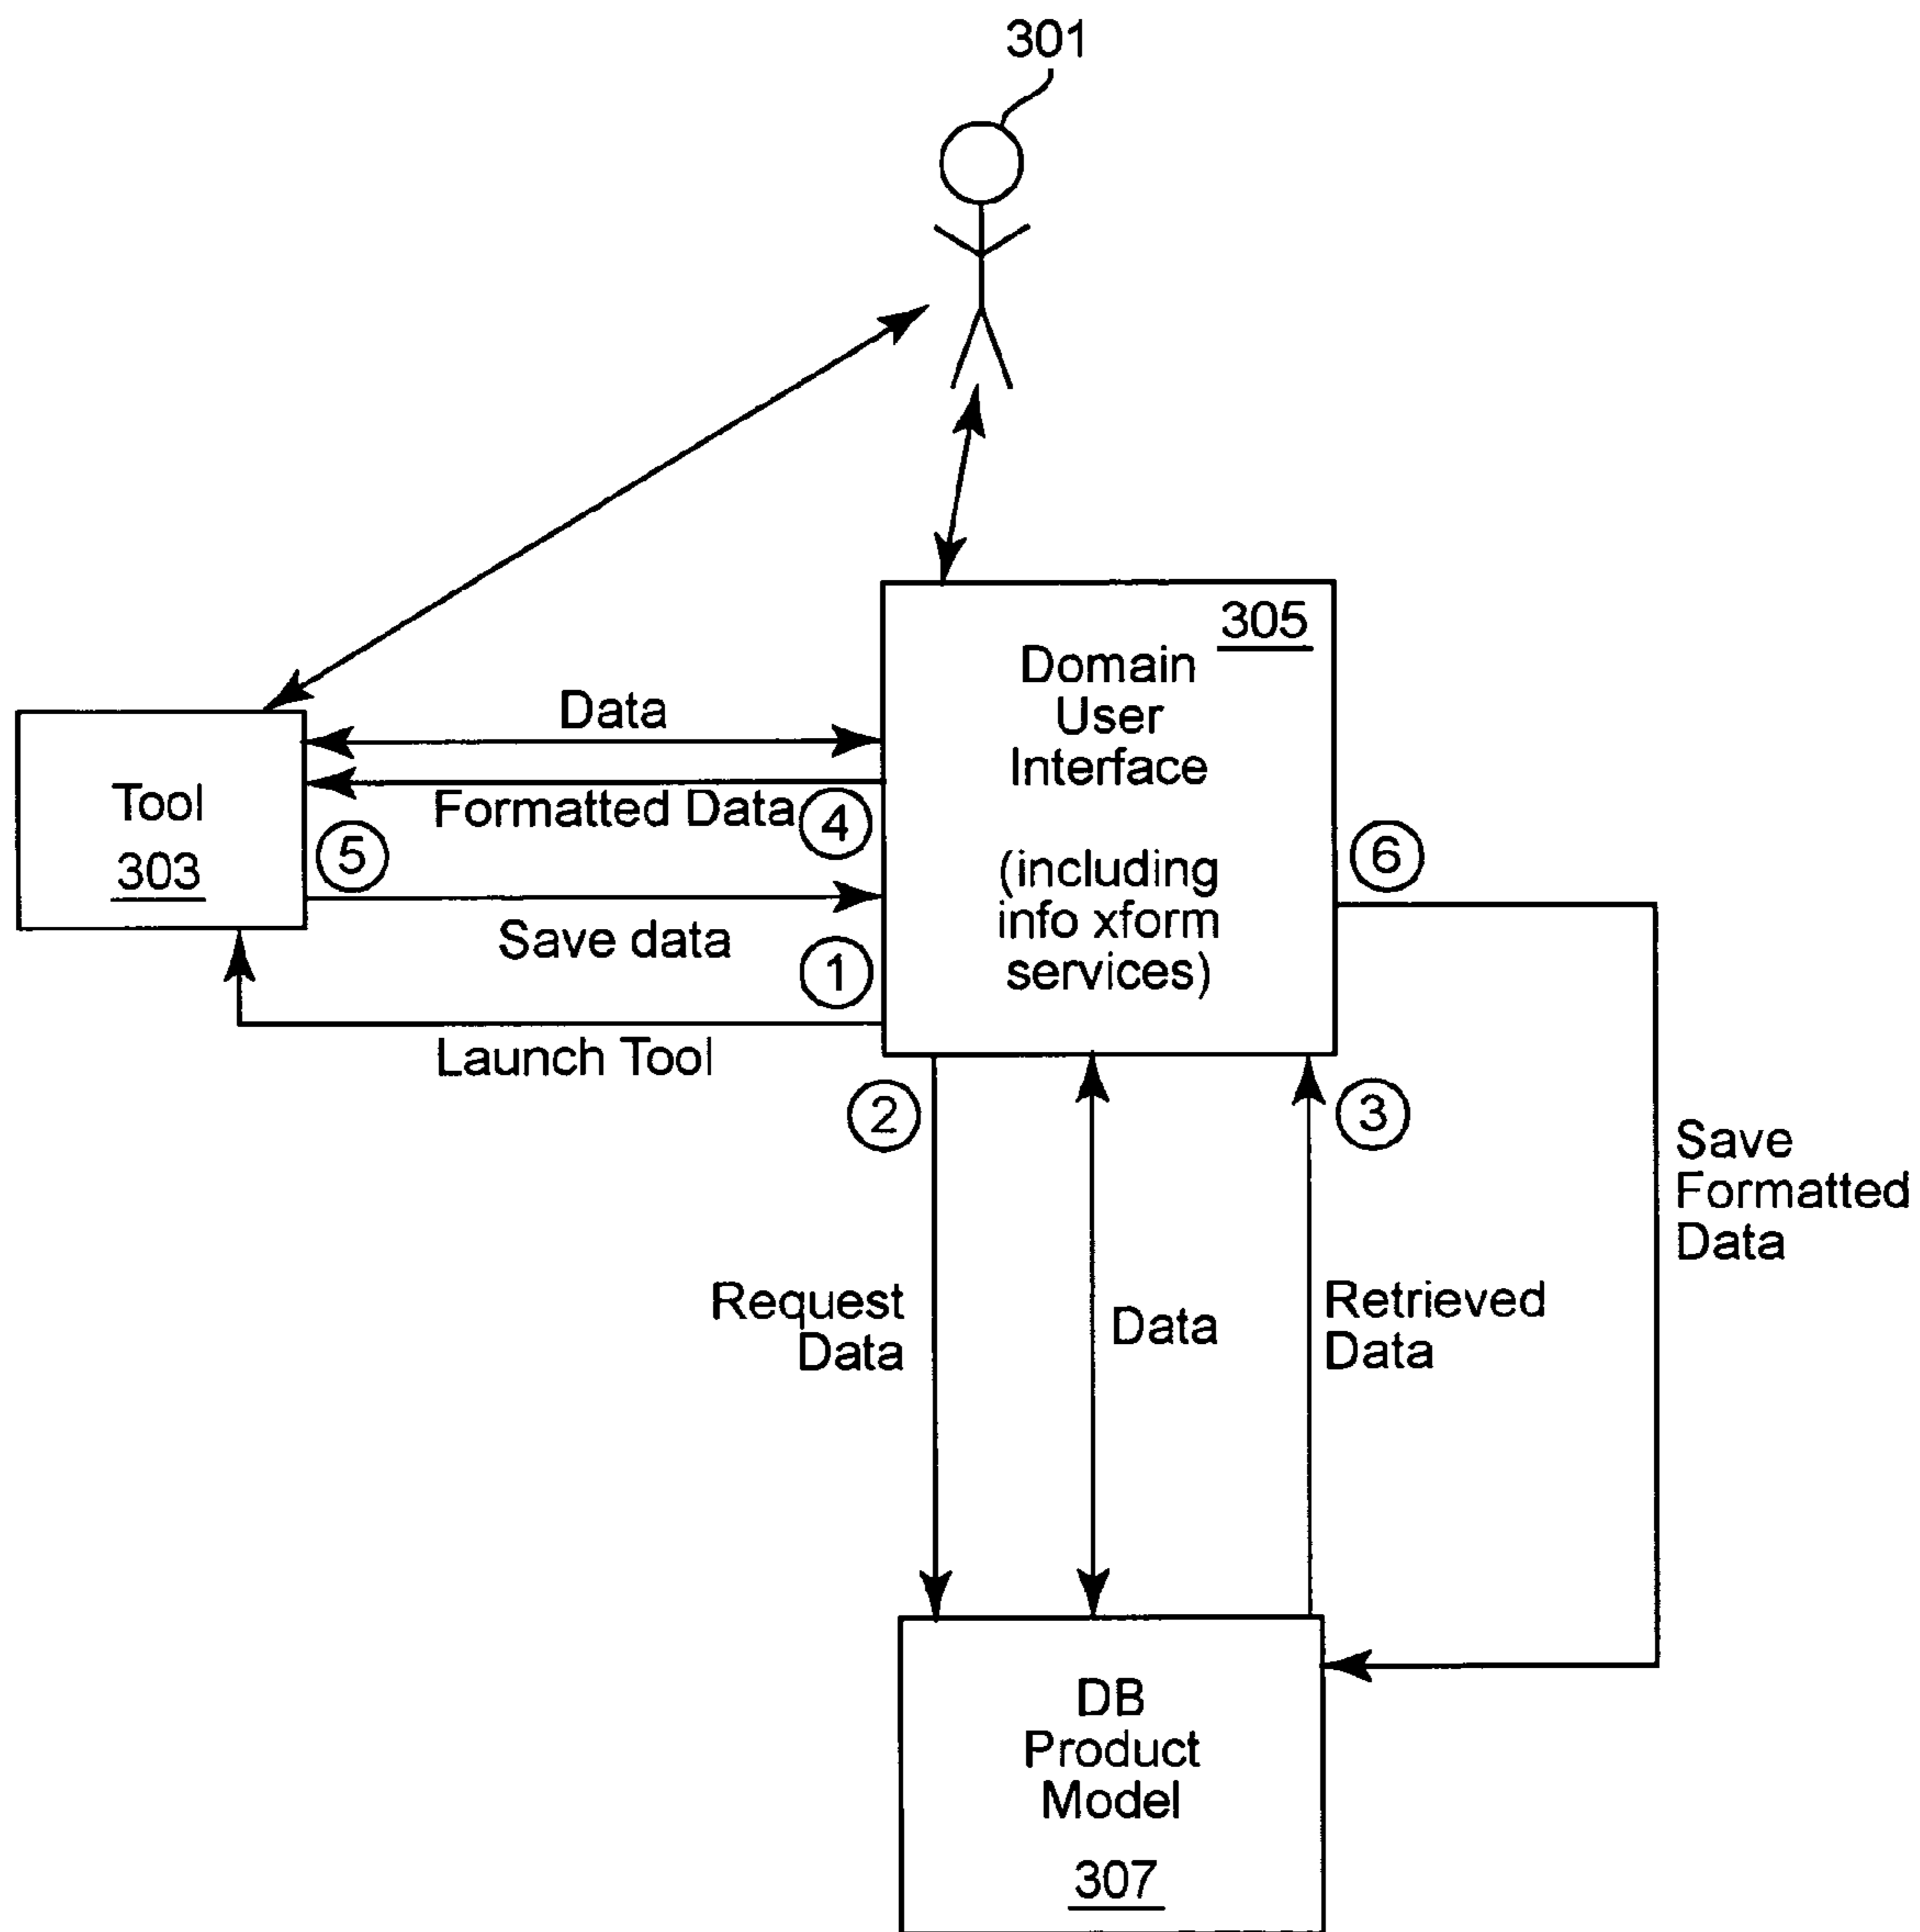 301
305
Domain
User
Interface
(including
info xform
services)
Data
Formatted Data
4
Tool
303
5
6
Save data
1
Launch Tool
2
3
Save
Formatted
Data
Request
Data
Data
Retrieved
Data
DB
Product
Model
307